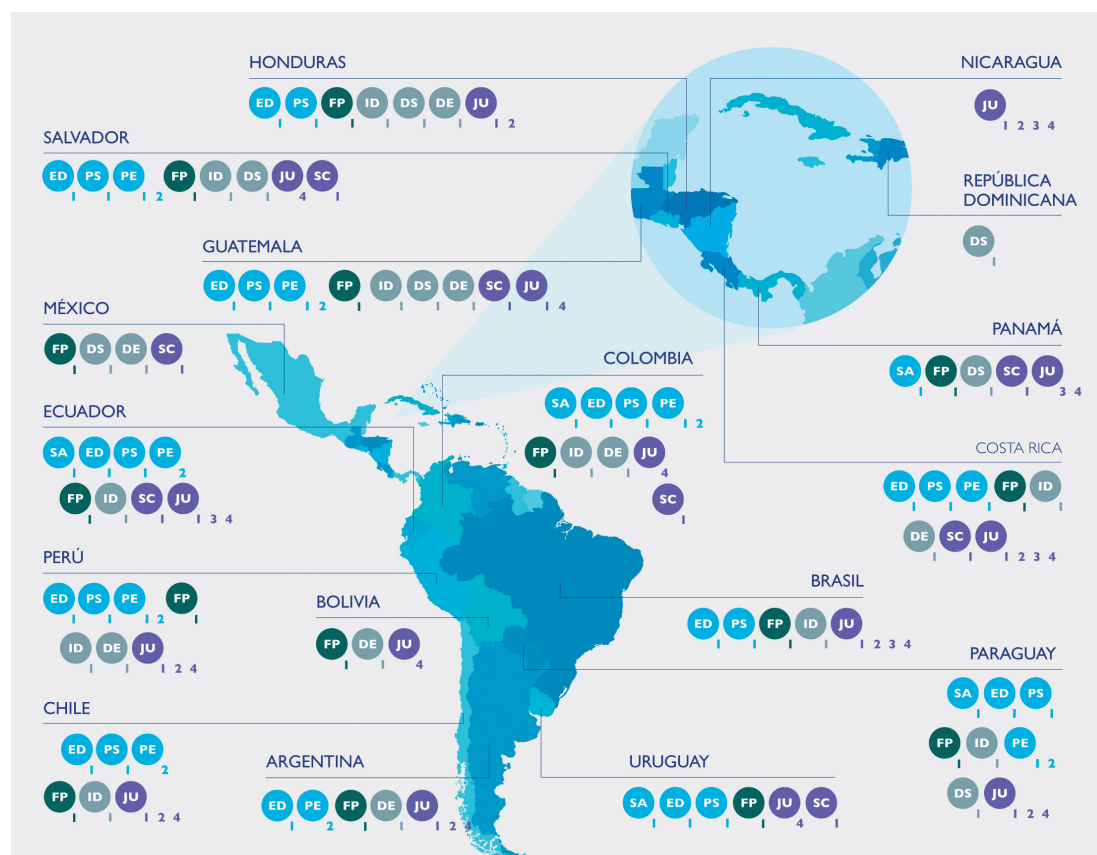 HONDURAS
ED PS FP ID DS DE JU
I I I I I I I 2
NICARAGUA
JU
I 2 3 4
SALVADOR
ED PS PE FP ID DS JU SC
I I I 2 I I I 4 I
REPÚBLICA
DOMINICANA
DS
I
GUATEMALA
ED PS PE FP ID DS DE SC JU
I I I 2 I I I I I I 4
MÉXICO
FP DS DE SC
I I I I
PANAMÁ
SA FP DS SC JU
I I I I 3 4
COLOMBIA
SA ED PS PE
I I I I 2
FP ID DE JU
I I I 4
SC
I
ECUADOR
SA ED PS PE
I I I 2
FP ID SC JU
I I I I 3 4
COSTA RICA
ED PS PE FP ID
I I I I I
DE SC JU
I I I 2 3 4
PERÚ
ED PS PE FP
I I I 2 I
ID DE JU
I I I 2 4
BOLIVIA
FP DE JU
I I 4
BRASIL
ED PS FP ID JU
I I I I I 2 3 4
PARAGUAY
SA ED PS
I I I
FP ID PE
I I I 2
DS JU
I I 2 4
CHILE
ED PS PE
I I 2
FP ID JU
I I I 2 4
ARGENTINA
ED PE FP DE JU
I 2 I I I 2 4
URUGUAY
SA ED PS FP JU SC
I I I I 4 I